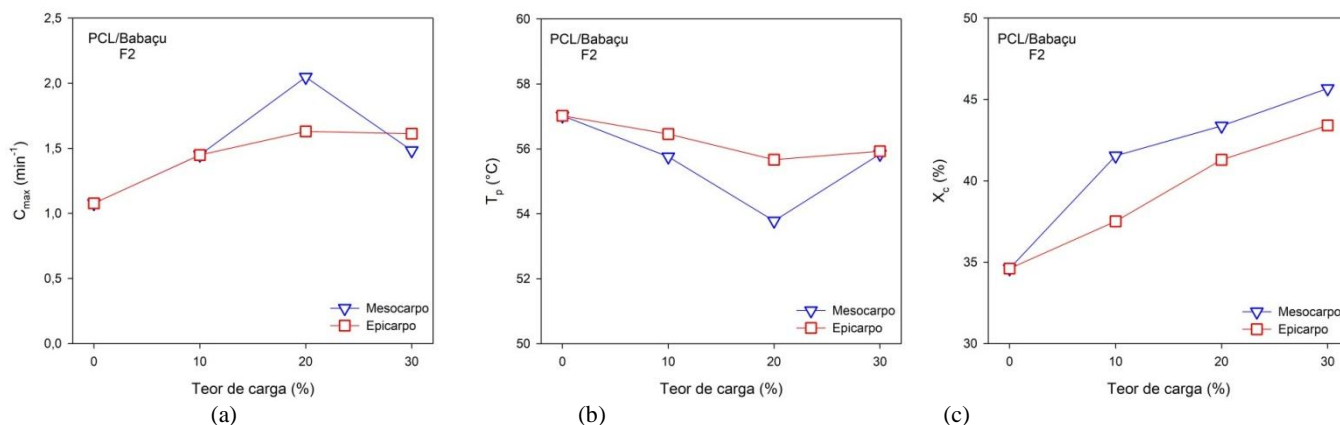 2,5
2,0
1,5
1,0
0,5
0,0
C_max (min⁻¹)
PCL/Babaçu
F2
Mesocarpo
Epicarpo
0 10 20 30
Teor de carga (%)
(a)
60
58
56
54
52
50
T_p (°C)
PCL/Babaçu
F2
Mesocarpo
Epicarpo
0 10 20 30
Teor de carga (%)
(b)
50
45
40
35
30
X_c (%)
PCL/Babaçu
F2
Mesocarpo
Epicarpo
0 10 20 30
Teor de carga (%)
(c)